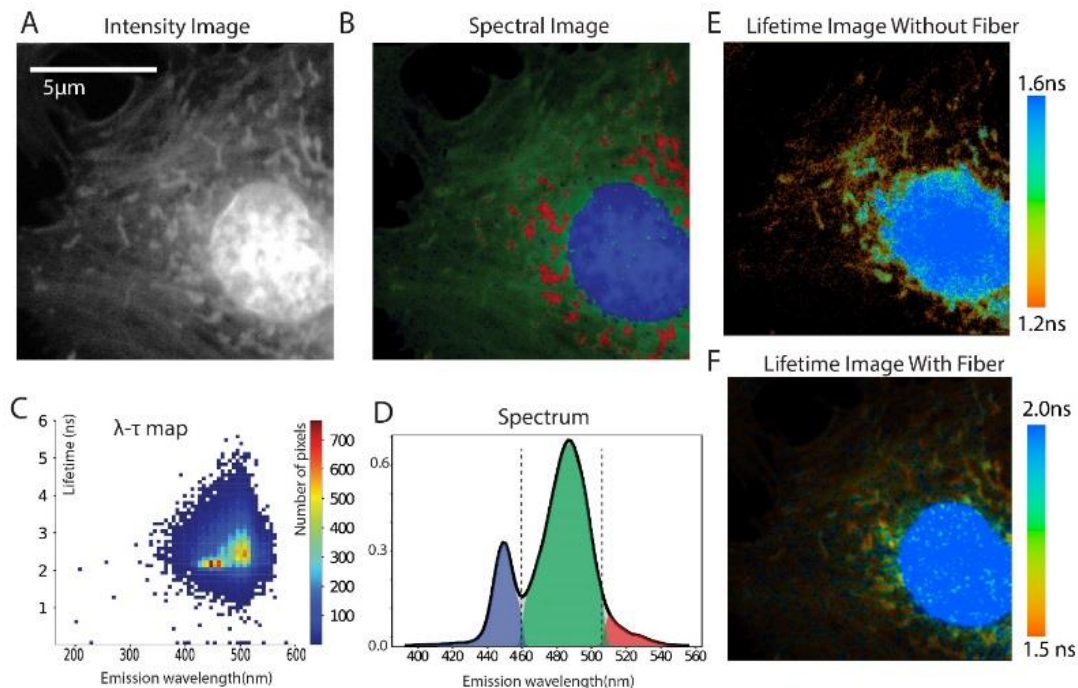 A
Intensity Image
5μm
B
Spectral Image
E
Lifetime Image Without Fiber
1.6ns
1.2ns
C
λ-τ map
Lifetime (ns)
6
5
4
3
2
1
200 300 400 500 600
Emission wavelength(nm)
Number of pixels
700
600
500
400
300
200
100
D
Spectrum
0.6
0.3
0.0
400 420 440 460 480 500 520 540 560
Emission wavelength(nm)
F
Lifetime Image With Fiber
2.0ns
1.5 ns